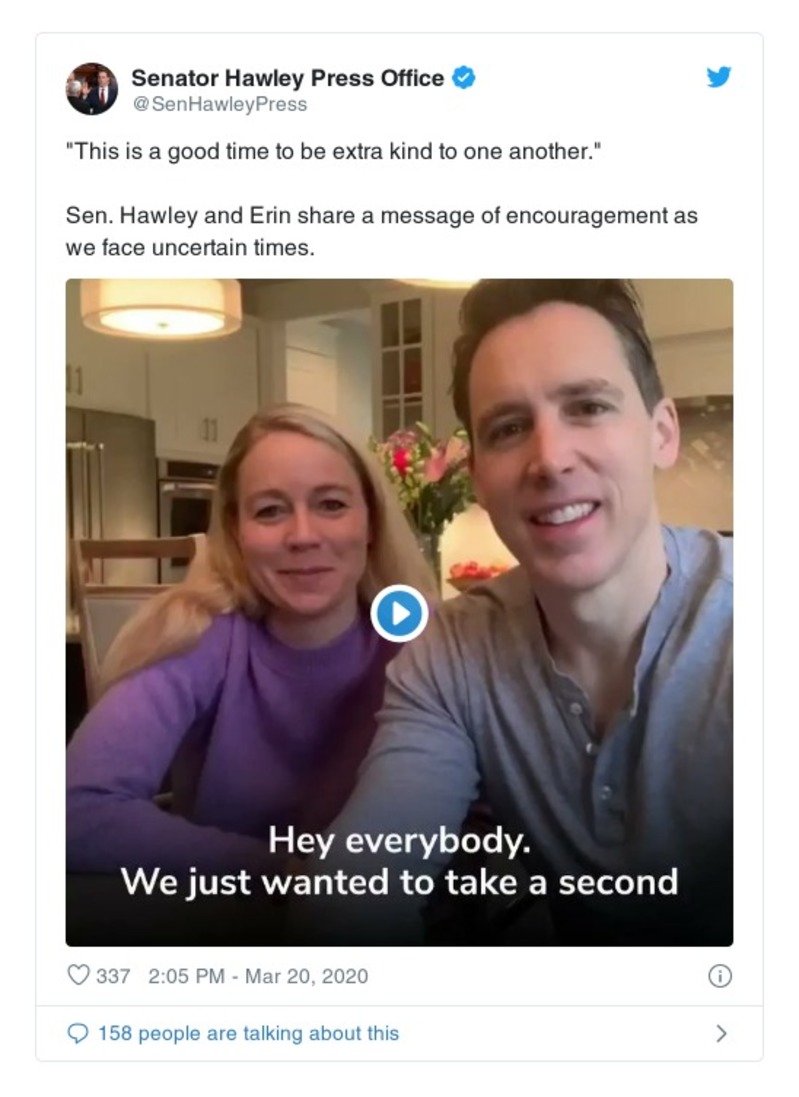 Senator Hawley Press Office
@SenHawleyPress
"This is a good time to be extra kind to one another."
Sen. Hawley and Erin share a message of encouragement as
we face uncertain times.
Hey everybody.
We just wanted to take a second
337 2:05 PM - Mar 20, 2020
158 people are talking about this